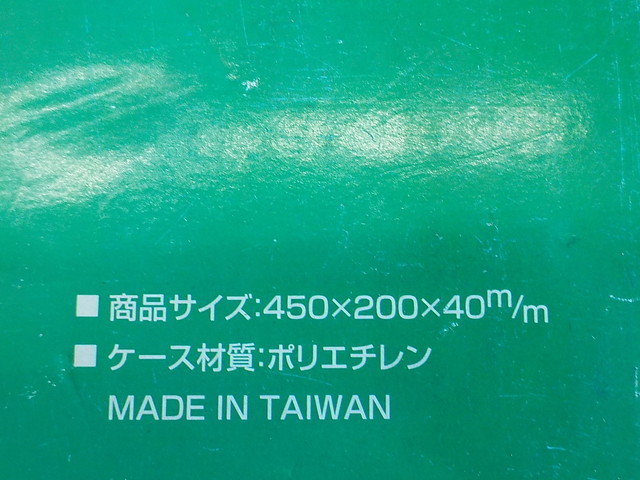 ■ 商品サイズ:450×200×40m/m
■ ケース材質:ポリエチレン
MADE IN TAIWAN